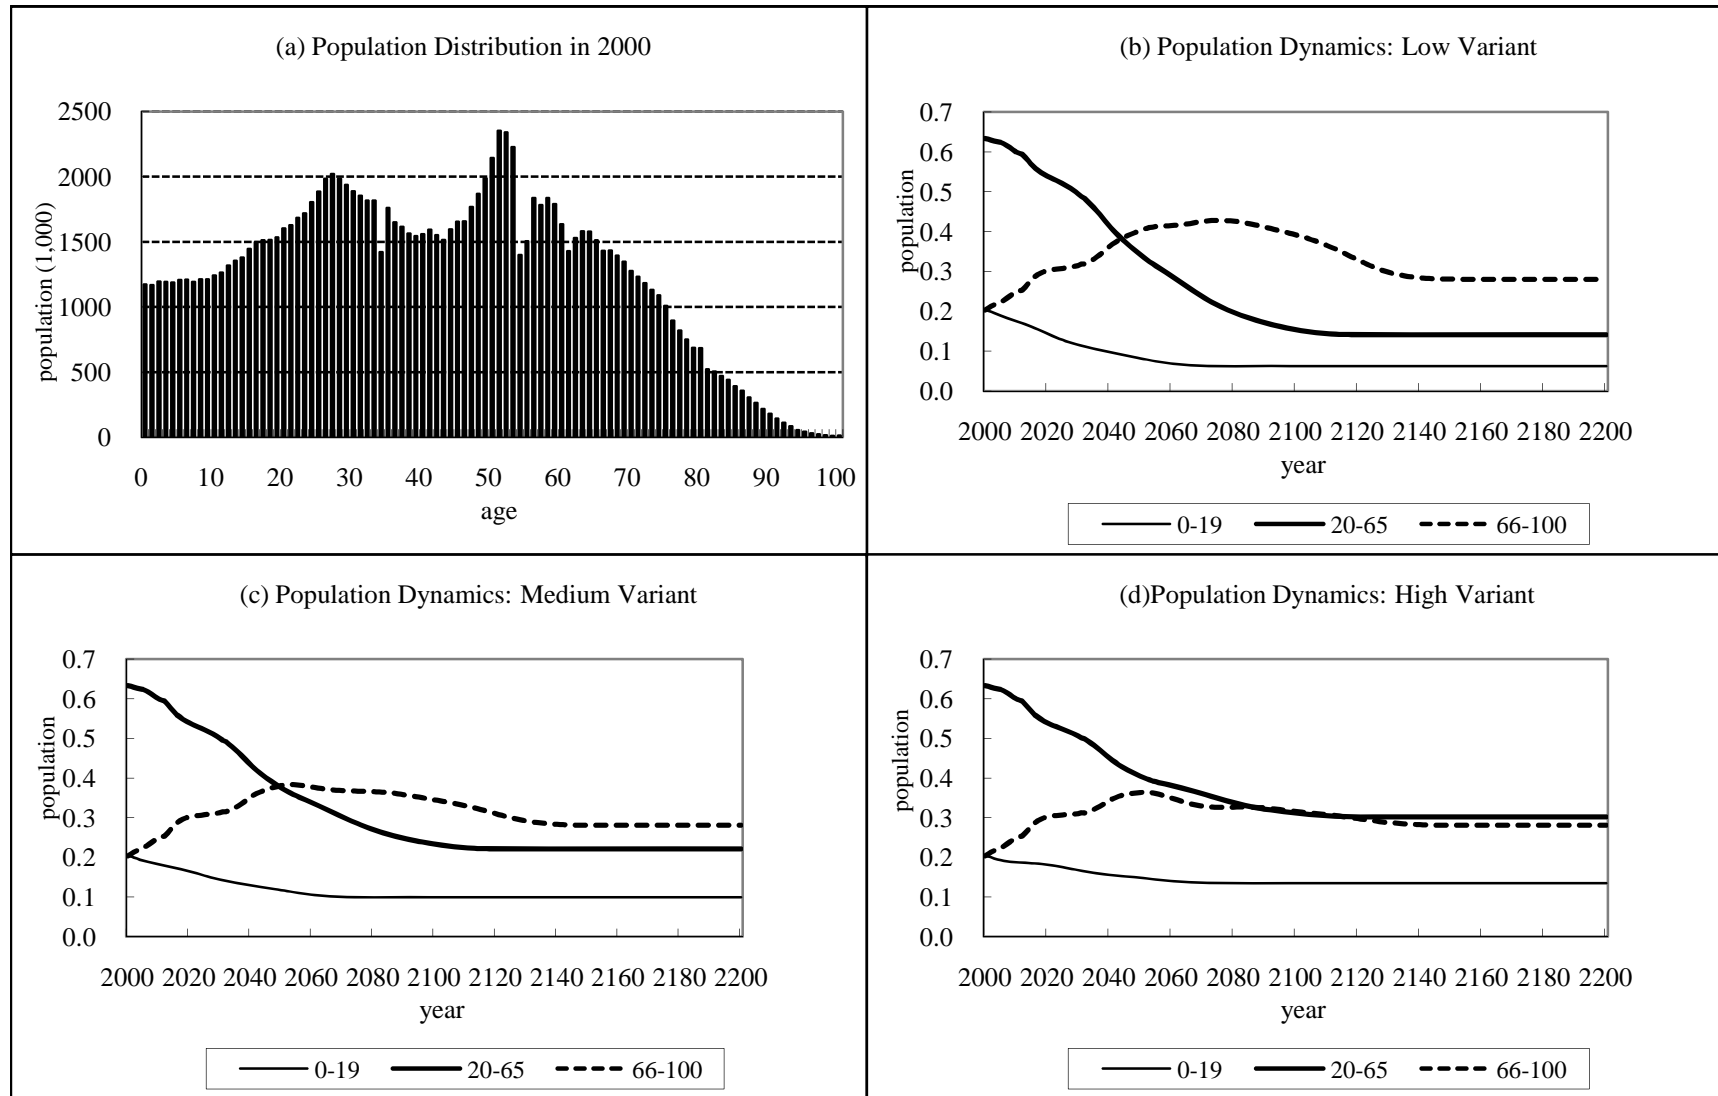 (a) Population Distribution in 2000
2500
2000
1500
1000
500
0
population (1,000)
0 10 20 30 40 50 60 70 80 90 100
age
(b) Population Dynamics: Low Variant
0.7
0.6
0.5
0.4
0.3
0.2
0.1
0.0
population
2000 2020 2040 2060 2080 2100 2120 2140 2160 2180 2200
year
0-19 20-65 66-100
(c) Population Dynamics: Medium Variant
0.7
0.6
0.5
0.4
0.3
0.2
0.1
0.0
population
2000 2020 2040 2060 2080 2100 2120 2140 2160 2180 2200
year
0-19 20-65 66-100
(d)Population Dynamics: High Variant
0.7
0.6
0.5
0.4
0.3
0.2
0.1
0.0
population
2000 2020 2040 2060 2080 2100 2120 2140 2160 2180 2200
year
0-19 20-65 66-100